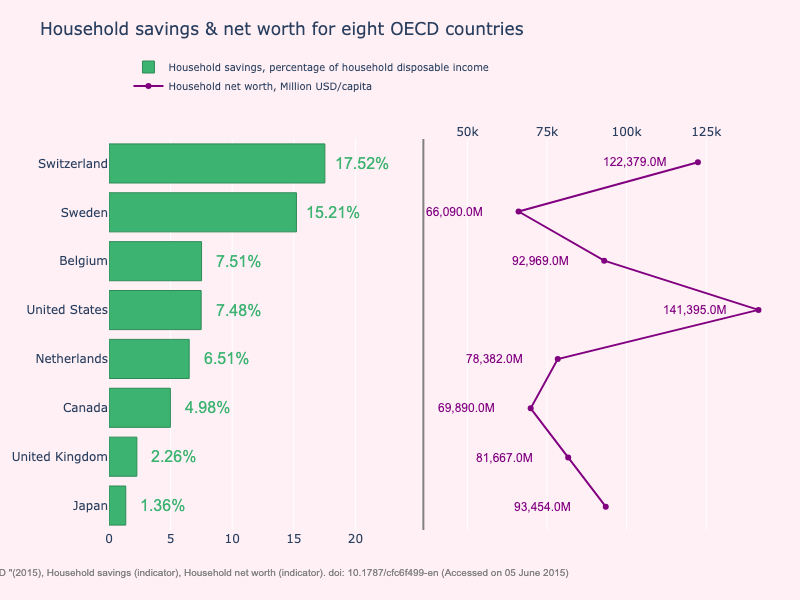 Household savings & net worth for eight OECD countries
Household savings, percentage of household disposable income
Household net worth, Million USD/capita
50k 75k 100k 125k
Switzerland 17.52% 122,379.0M
Sweden 15.21% 66,090.0M
Belgium 7.51% 92,969.0M
United States 7.48% 141,395.0M
Netherlands 6.51% 78,382.0M
Canada 4.98% 69,890.0M
United Kingdom 2.26% 81,667.0M
Japan 1.36% 93,454.0M
0 5 10 15 20
D "(2015), Household savings (indicator), Household net worth (indicator). doi: 10.1787/cfc6f499-en (Accessed on 05 June 2015)